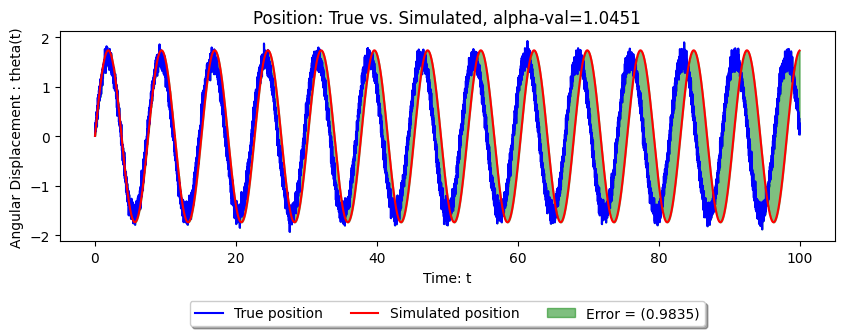 Position: True vs. Simulated, alpha-val=1.0451
Angular Displacement : theta(t)
2
1
0
−1
−2
0 20 40 60 80 100
Time: t
True position Simulated position Error = (0.9835)